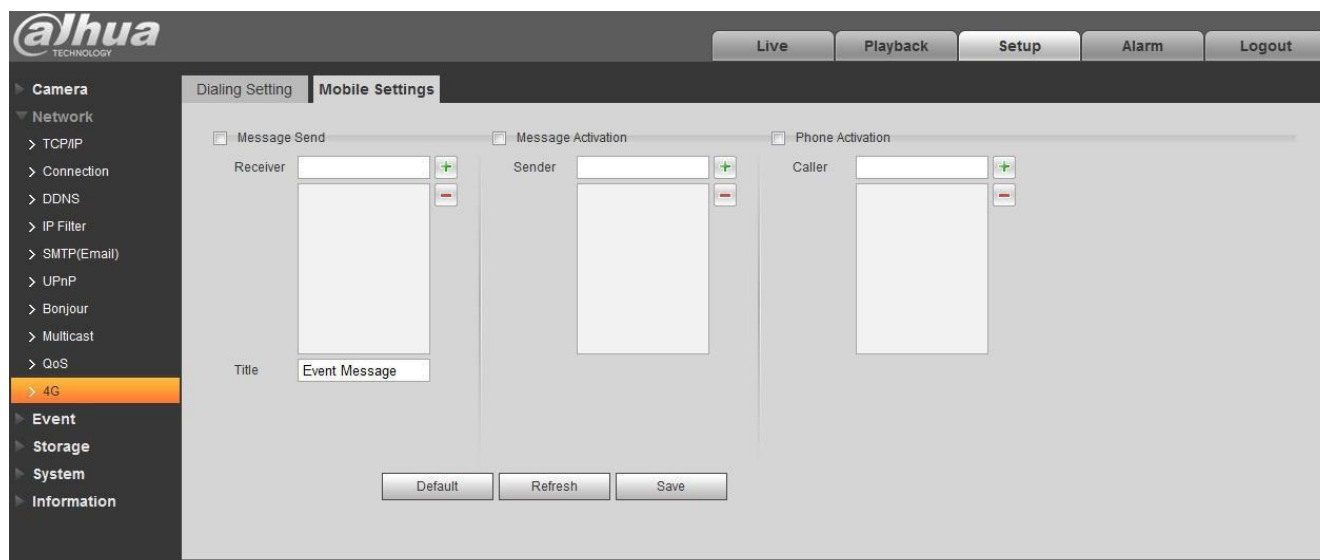 alhua
TECHNOLOGY
Live Playback Setup Alarm Logout
Camera
Network
TCP/IP
Connection
DDNS
IP Filter
SMTP(Email)
UPnP
Bonjour
Multicast
QoS
4G
Event
Storage
System
Information
Dialing Setting Mobile Settings
Message Send Message Activation Phone Activation
Receiver Sender Caller
Title Event Message
Default Refresh Save